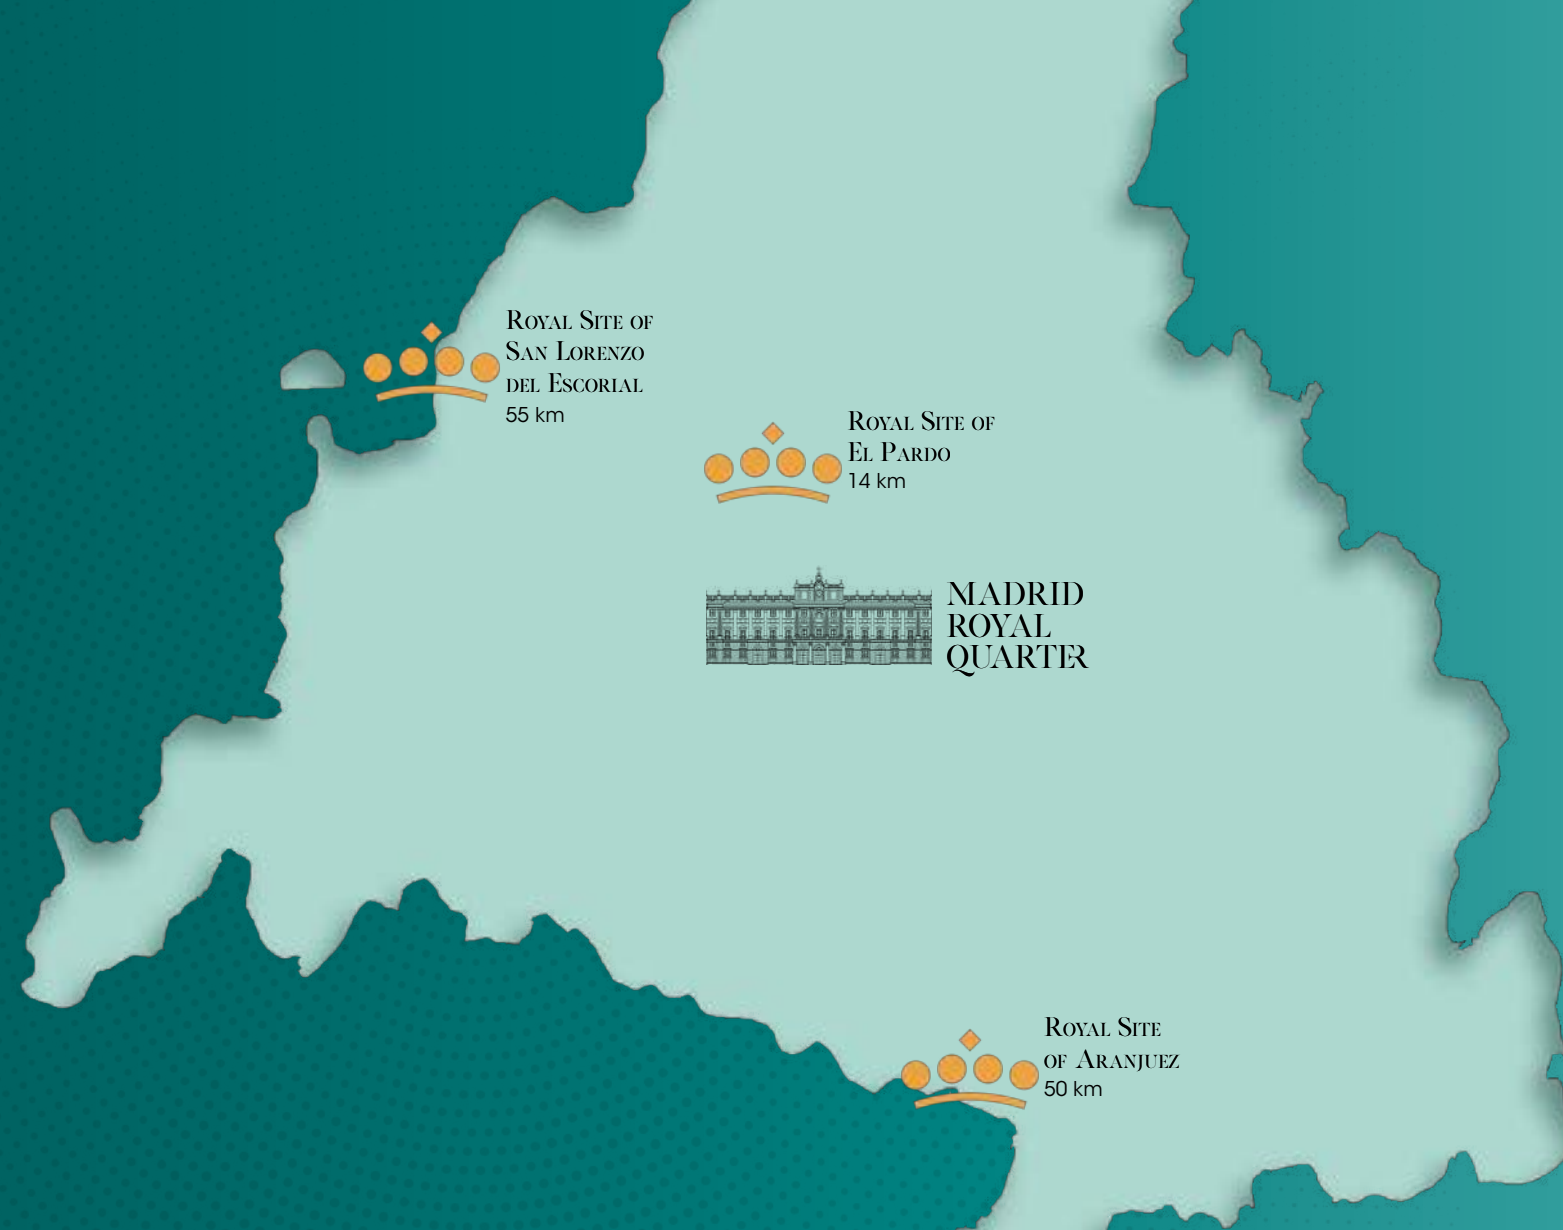 Royal Site of
San Lorenzo
del Escorial
55 km
Royal Site of
El Pardo
14 km
MADRID
ROYAL
QUARTER
Royal Site
of Aranjuez
50 km